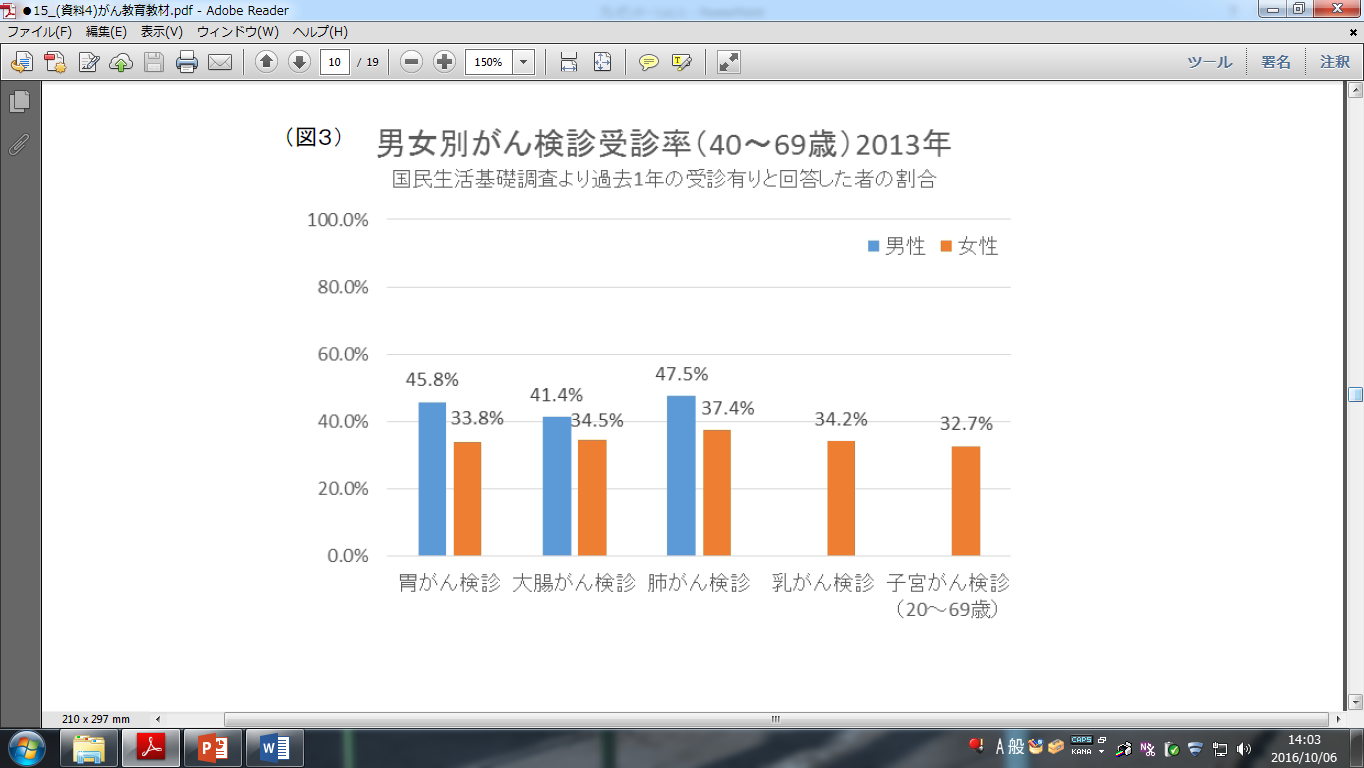 ●15_(資料4)がん教育教材.pdf - Adobe Reader
ファイル(F) 編集(E) 表示(V) ウィンドウ(W) ヘルプ(H)
10 / 19 150% ツール 署名 注釈
（図３） 男女別がん検診受診率（40～69歳）2013年
国民生活基礎調査より過去1年の受診有りと回答した者の割合
100.0%
■男性 ■女性
80.0%
60.0%
45.8% 33.8% 41.4% 34.5% 47.5% 37.4% 34.2% 32.7%
40.0%
20.0%
0.0%
胃がん検診 大腸がん検診 肺がん検診 乳がん検診 子宮がん検診
（20～69歳）
210 x 297 mm
A 般 CAPS KANA 14:03
2016/10/06